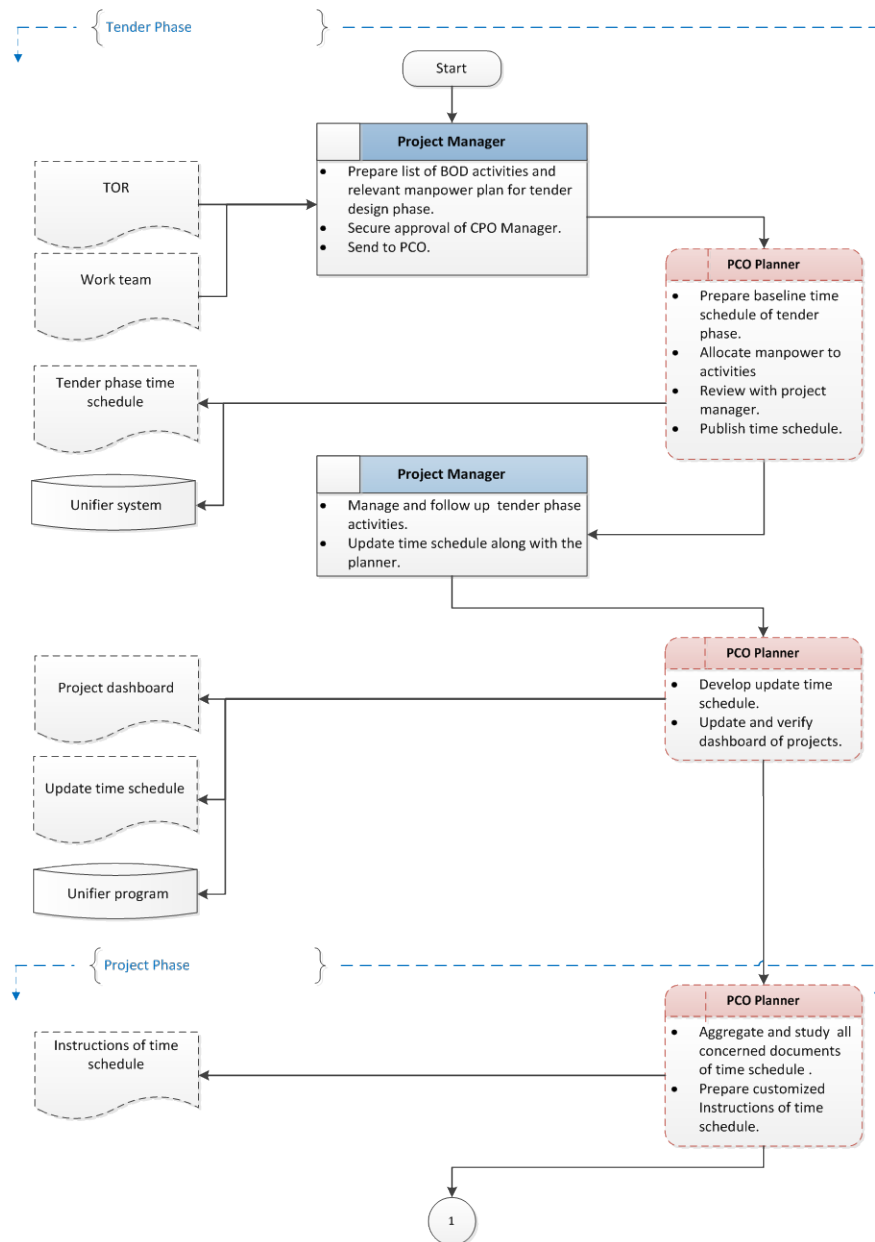 Tender Phase
Start
Project Manager
• Prepare list of BOD activities and
relevant manpower plan for tender
design phase.
• Secure approval of CPO Manager.
• Send to PCO.
TOR
Work team
PCO Planner
• Prepare baseline time
schedule of tender
phase.
• Allocate manpower to
activities
• Review with project
manager.
• Publish time schedule.
Tender phase time
schedule
Unifier system
Project Manager
• Manage and follow up tender phase
activities.
• Update time schedule along with the
planner.
PCO Planner
• Develop update time
schedule.
• Update and verify
dashboard of projects.
Project dashboard
Update time schedule
Unifier program
Project Phase
PCO Planner
• Aggregate and study all
concerned documents
of time schedule .
• Prepare customized
Instructions of time
schedule.
Instructions of time
schedule
1